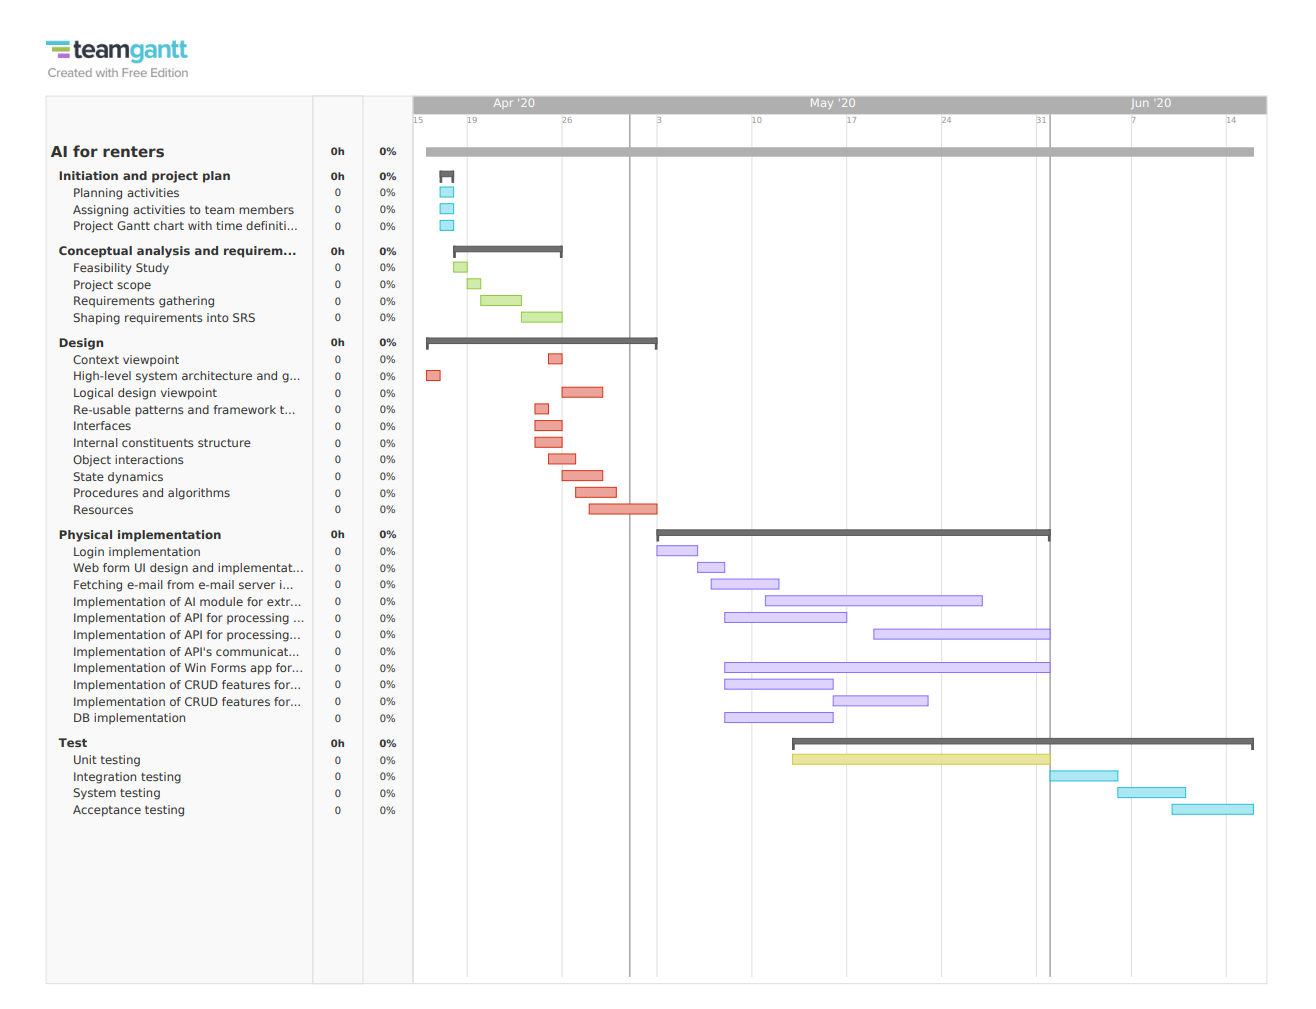 teamgantt
Created with Free Edition
Apr '20 May '20 Jun '20
15 19 26 3 10 17 24 31 7 14
AI for renters 0h 0%
Initiation and project plan 0h 0%
Planning activities 0 0%
Assigning activities to team members 0 0%
Project Gantt chart with time definiti... 0 0%
Conceptual analysis and requirem... 0h 0%
Feasibility Study 0 0%
Project scope 0 0%
Requirements gathering 0 0%
Shaping requirements into SRS 0 0%
Design 0h 0%
Context viewpoint 0 0%
High-level system architecture and g... 0 0%
Logical design viewpoint 0 0%
Re-usable patterns and framework t... 0 0%
Interfaces 0 0%
Internal constituents structure 0 0%
Object interactions 0 0%
State dynamics 0 0%
Procedures and algorithms 0 0%
Resources 0 0%
Physical implementation 0h 0%
Login implementation 0 0%
Web form UI design and implementat... 0 0%
Fetching e-mail from e-mail server i... 0 0%
Implementation of AI module for extr... 0 0%
Implementation of API for processing ... 0 0%
Implementation of API for processing... 0 0%
Implementation of API's communicat... 0 0%
Implementation of Win Forms app for... 0 0%
Implementation of CRUD features for... 0 0%
Implementation of CRUD features for... 0 0%
DB implementation 0 0%
Test 0h 0%
Unit testing 0 0%
Integration testing 0 0%
System testing 0 0%
Acceptance testing 0 0%